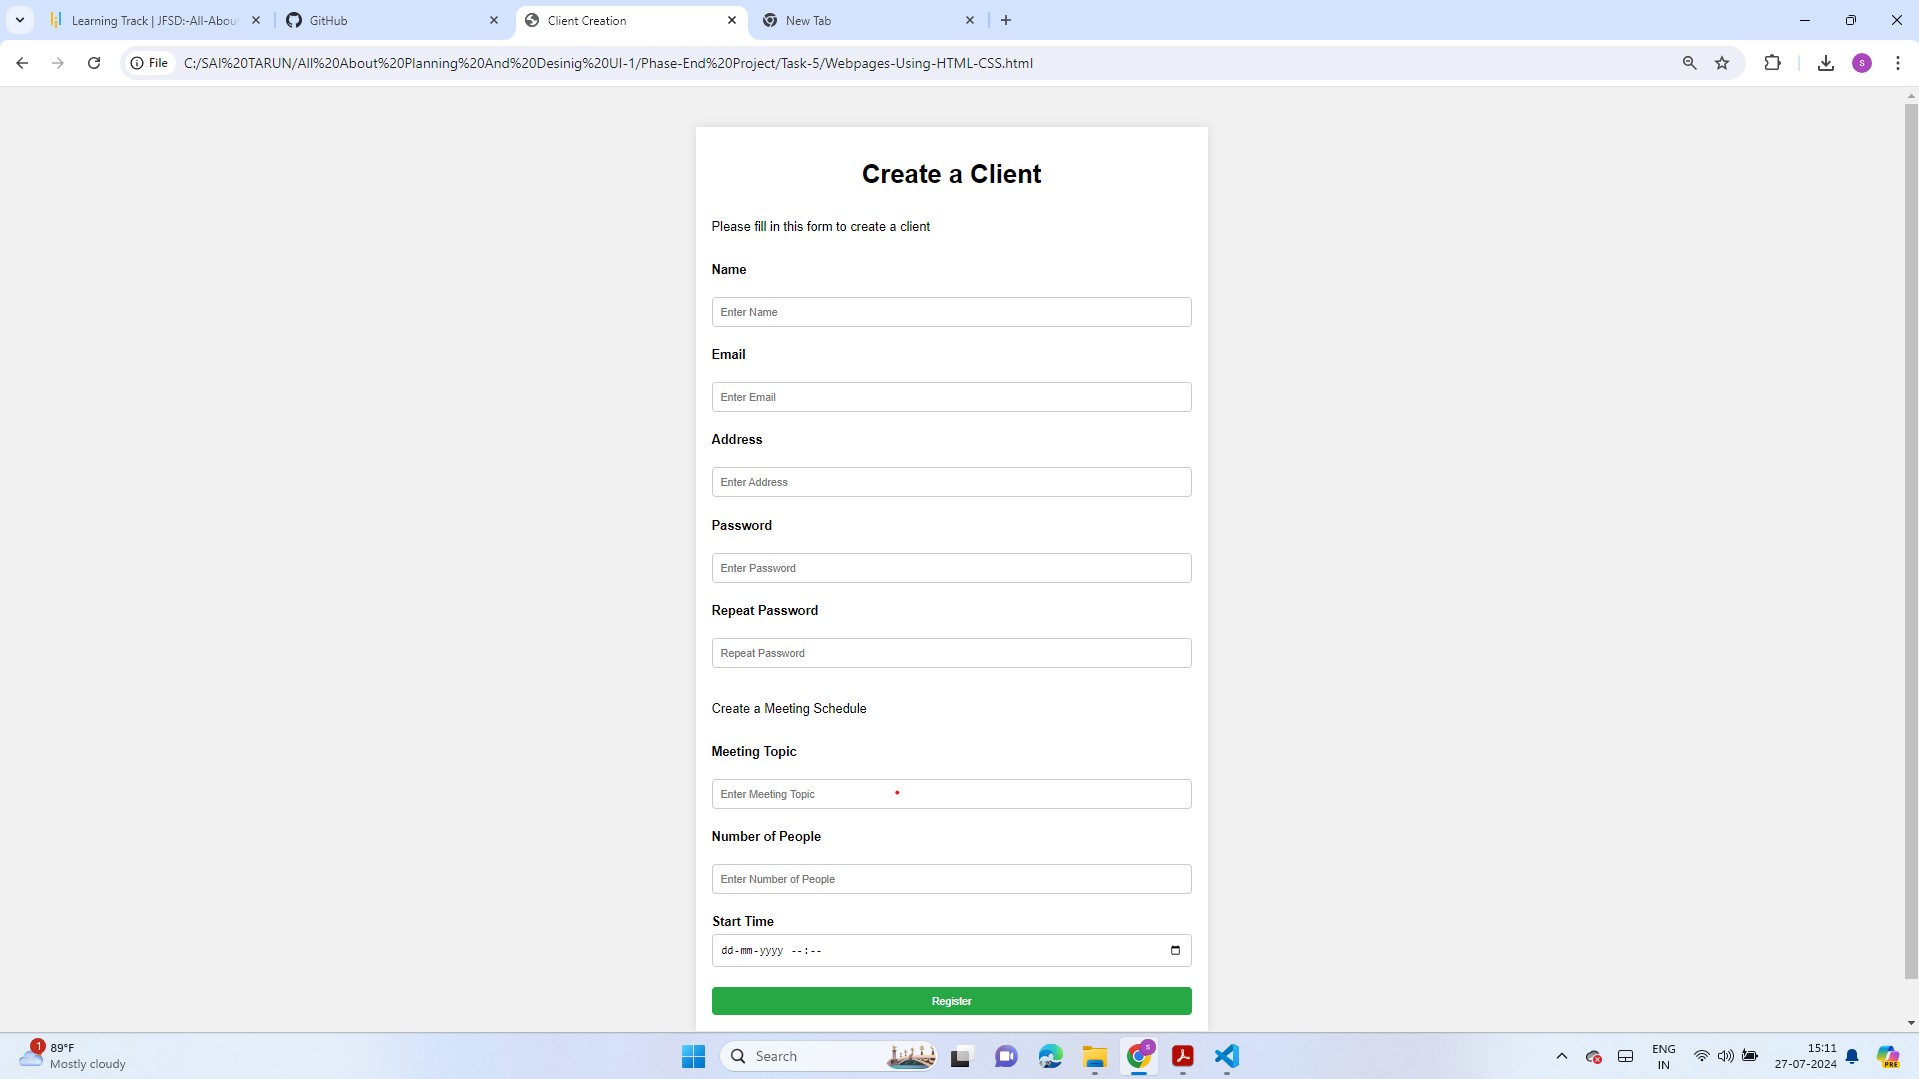 Learning Track | JFSD:-All-Abou
GitHub
Client Creation
New Tab
File
C:/SAI%20TARUN/All%20About%20Planning%20And%20Desinig%20UI-1/Phase-End%20Project/Task-5/Webpages-Using-HTML-CSS.html
S
Create a Client
Please fill in this form to create a client
Name
Enter Name
Email
Enter Email
Address
Enter Address
Password
Enter Password
Repeat Password
Repeat Password
Create a Meeting Schedule
Meeting Topic
Enter Meeting Topic
Number of People
Enter Number of People
Start Time
dd-mm-yyyy --:--
Register
1
89°F
Mostly cloudy
Search
S
ENG
IN
15:11
27-07-2024
PRE